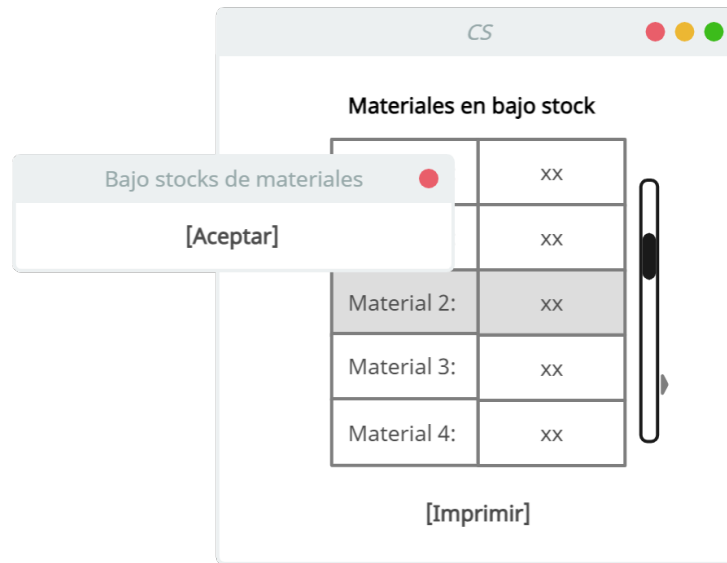 CS
Materiales en bajo stock
Bajo stocks de materiales
[Aceptar]
xx
xx
Material 2: xx
Material 3: xx
Material 4: xx
[Imprimir]